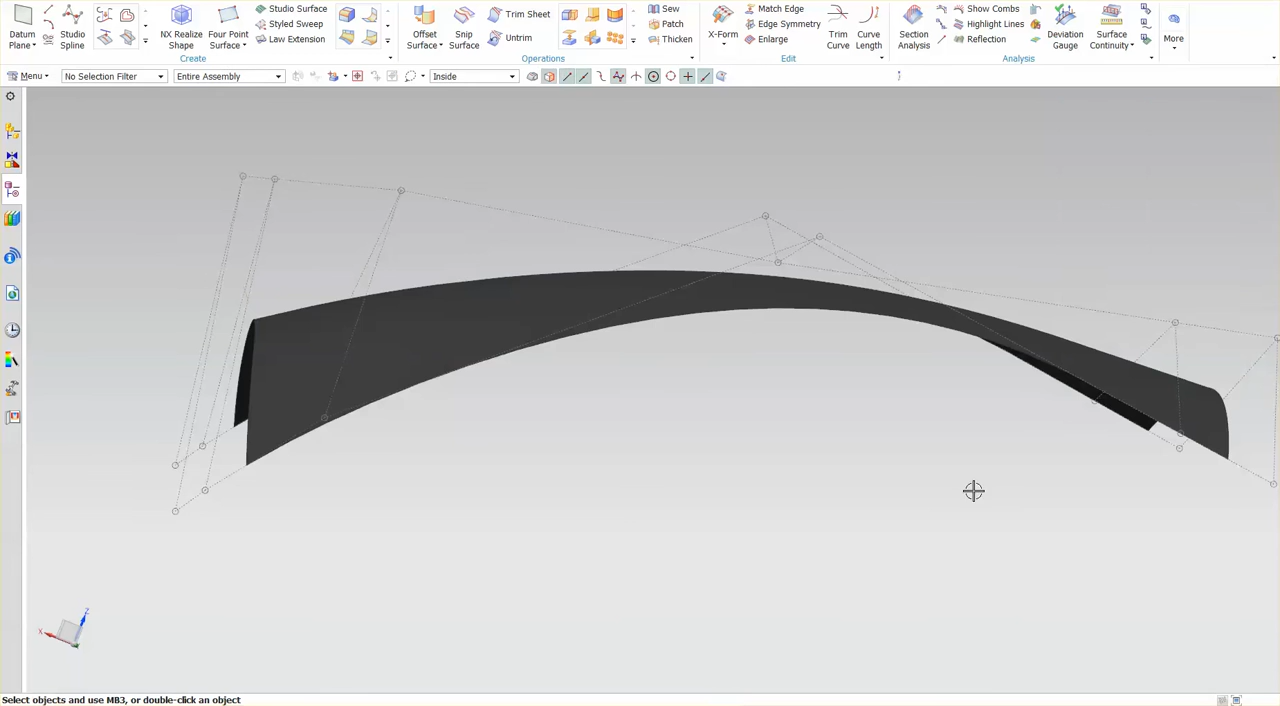 Datum Plane
Studio Spline
NX Realize Shape
Four Point Surface
Studio Surface
Styled Sweep
Law Extension
Create
Offset Surface
Snip Surface
Trim Sheet
Untrim
Sew
Patch
Thicken
Operations
X-Form
Match Edge
Edge Symmetry
Enlarge
Trim Curve
Curve Length
Edit
Section Analysis
Show Combs
Highlight Lines
Reflection
Deviation Gauge
Surface Continuity
Analysis
More
Menu
No Selection Filter
Entire Assembly
Inside
Z
X
Select objects and use MB3, or double-click an object